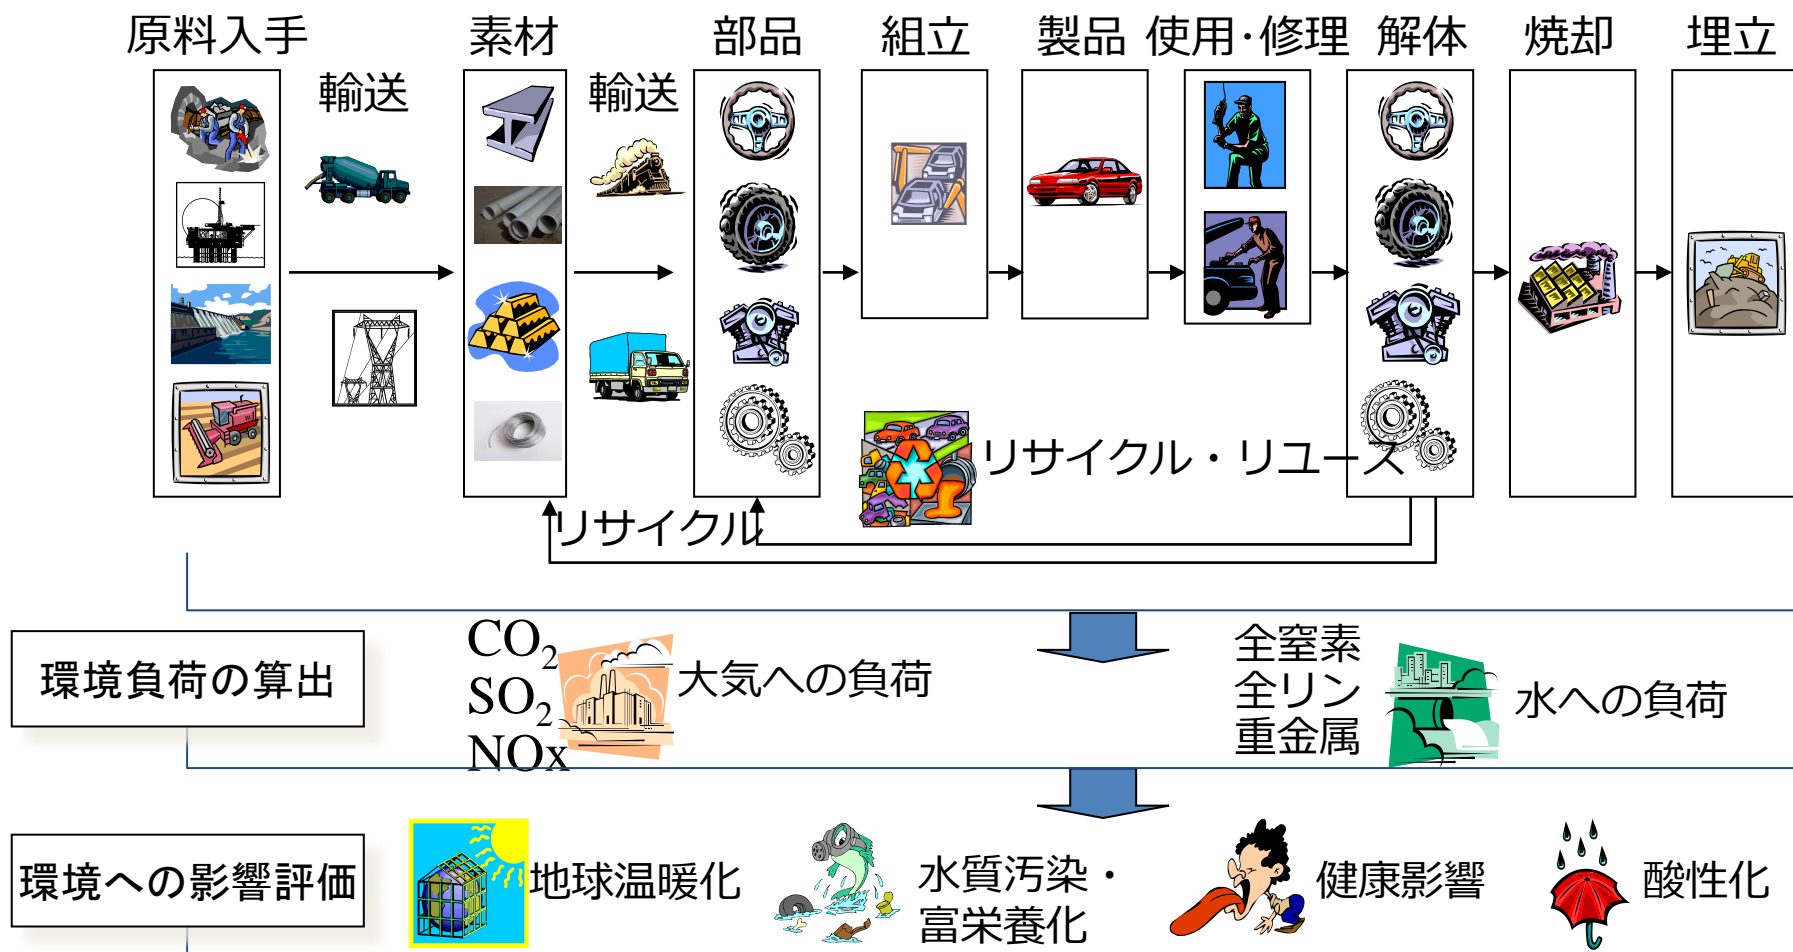 原料入手
素材
部品
組立
製品
使用・修理
解体
焼却
埋立
輸送
輸送
リサイクル・リユース
リサイクル
環境負荷の算出
CO2
SO2
NOx
大気への負荷
全窒素
全リン
重金属
水への負荷
環境への影響評価
地球温暖化
水質汚染・
富栄養化
健康影響
酸性化